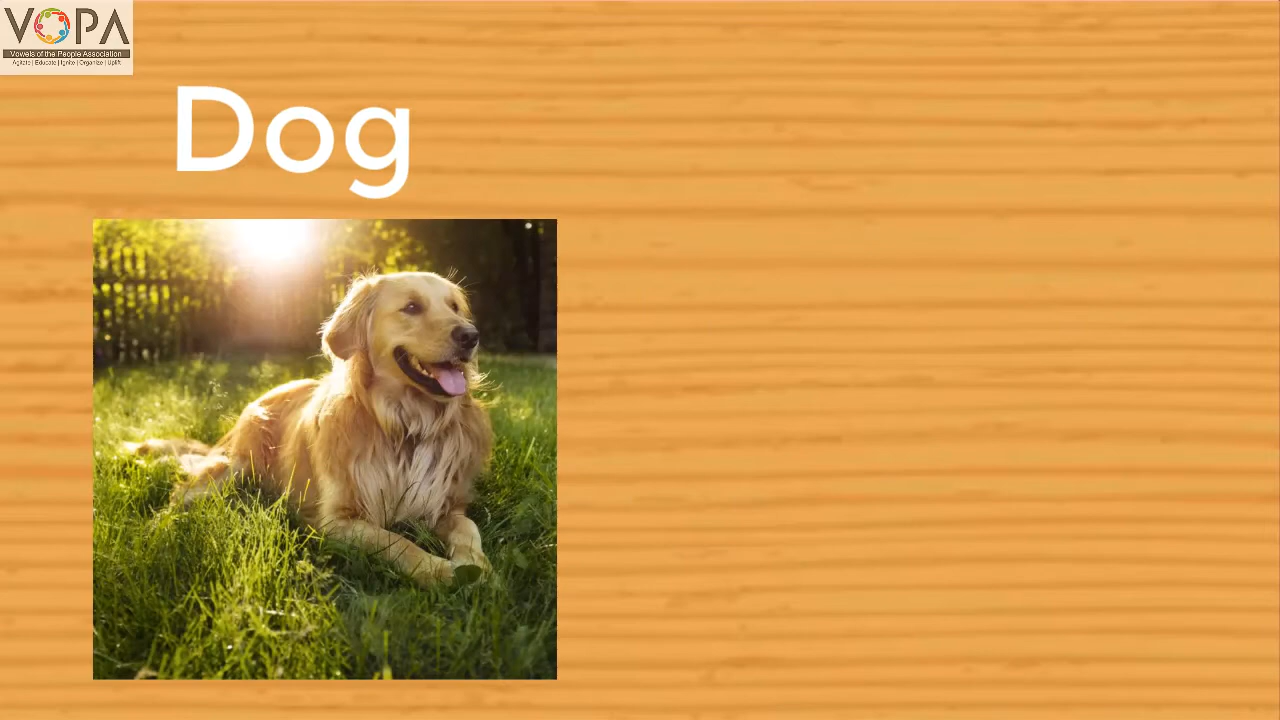 VOPA
Vowels of the People Association
Agitate | Educate | Ignite | Organize | Uplift
Dog